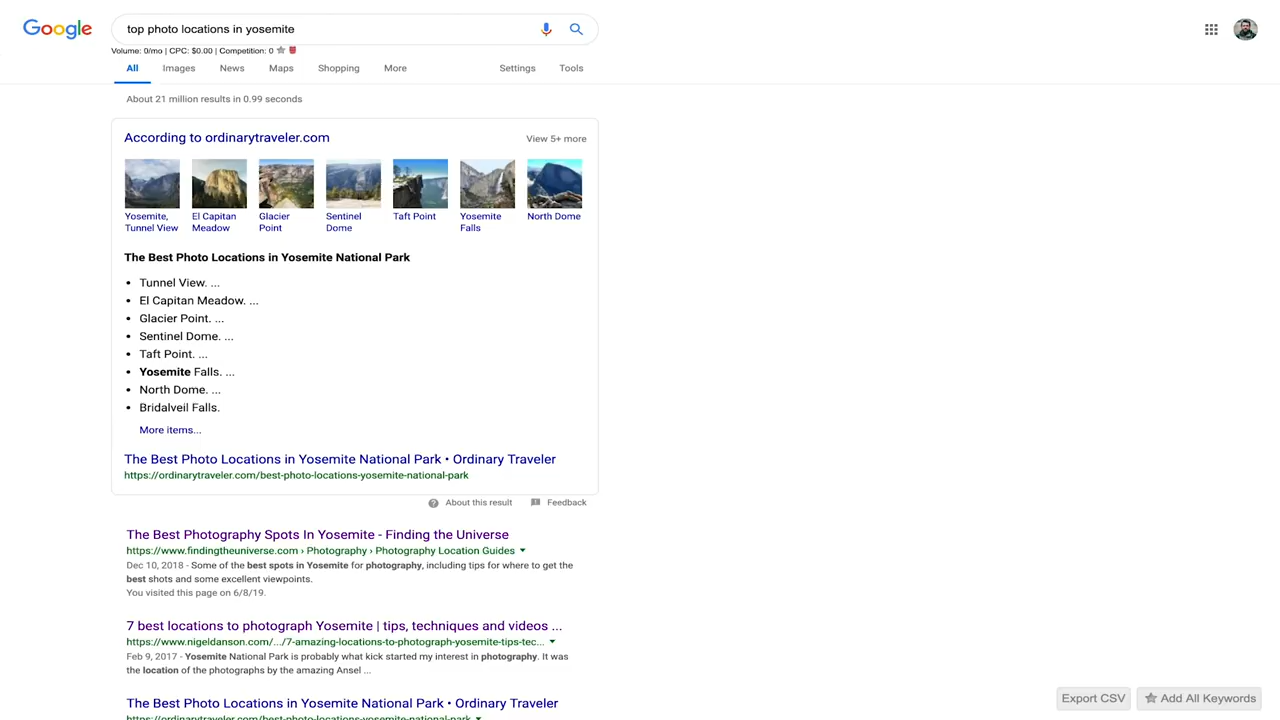 Google
top photo locations in yosemite
Volume: 0/mo | CPC: $0.00 | Competition: 0
All Images News Maps Shopping More Settings Tools
About 21 million results in 0.99 seconds
According to ordinarytraveler.com
View 5+ more
Yosemite, Tunnel View
El Capitan Meadow
Glacier Point
Sentinel Dome
Taft Point
Yosemite Falls
North Dome
The Best Photo Locations in Yosemite National Park
• Tunnel View. ...
• El Capitan Meadow. ...
• Glacier Point. ...
• Sentinel Dome. ...
• Taft Point. ...
• Yosemite Falls. ...
• North Dome. ...
• Bridalveil Falls.
More items...
The Best Photo Locations in Yosemite National Park • Ordinary Traveler
https://ordinarytraveler.com/best-photo-locations-yosemite-national-park
About this result Feedback
The Best Photography Spots In Yosemite - Finding the Universe
https://www.findingtheuniverse.com › Photography › Photography Location Guides
Dec 10, 2018 - Some of the best spots in Yosemite for photography, including tips for where to get the
best shots and some excellent viewpoints.
You visited this page on 6/8/19.
7 best locations to photograph Yosemite | tips, techniques and videos ...
https://www.nigeldanson.com/.../7-amazing-locations-to-photograph-yosemite-tips-tec...
Feb 9, 2017 - Yosemite National Park is probably what kick started my interest in photography. It was
the location of the photographs by the amazing Ansel ...
The Best Photo Locations in Yosemite National Park • Ordinary Traveler
https://ordinarytraveler.com/best-photo-locations-yosemite-national-park
Export CSV
Add All Keywords